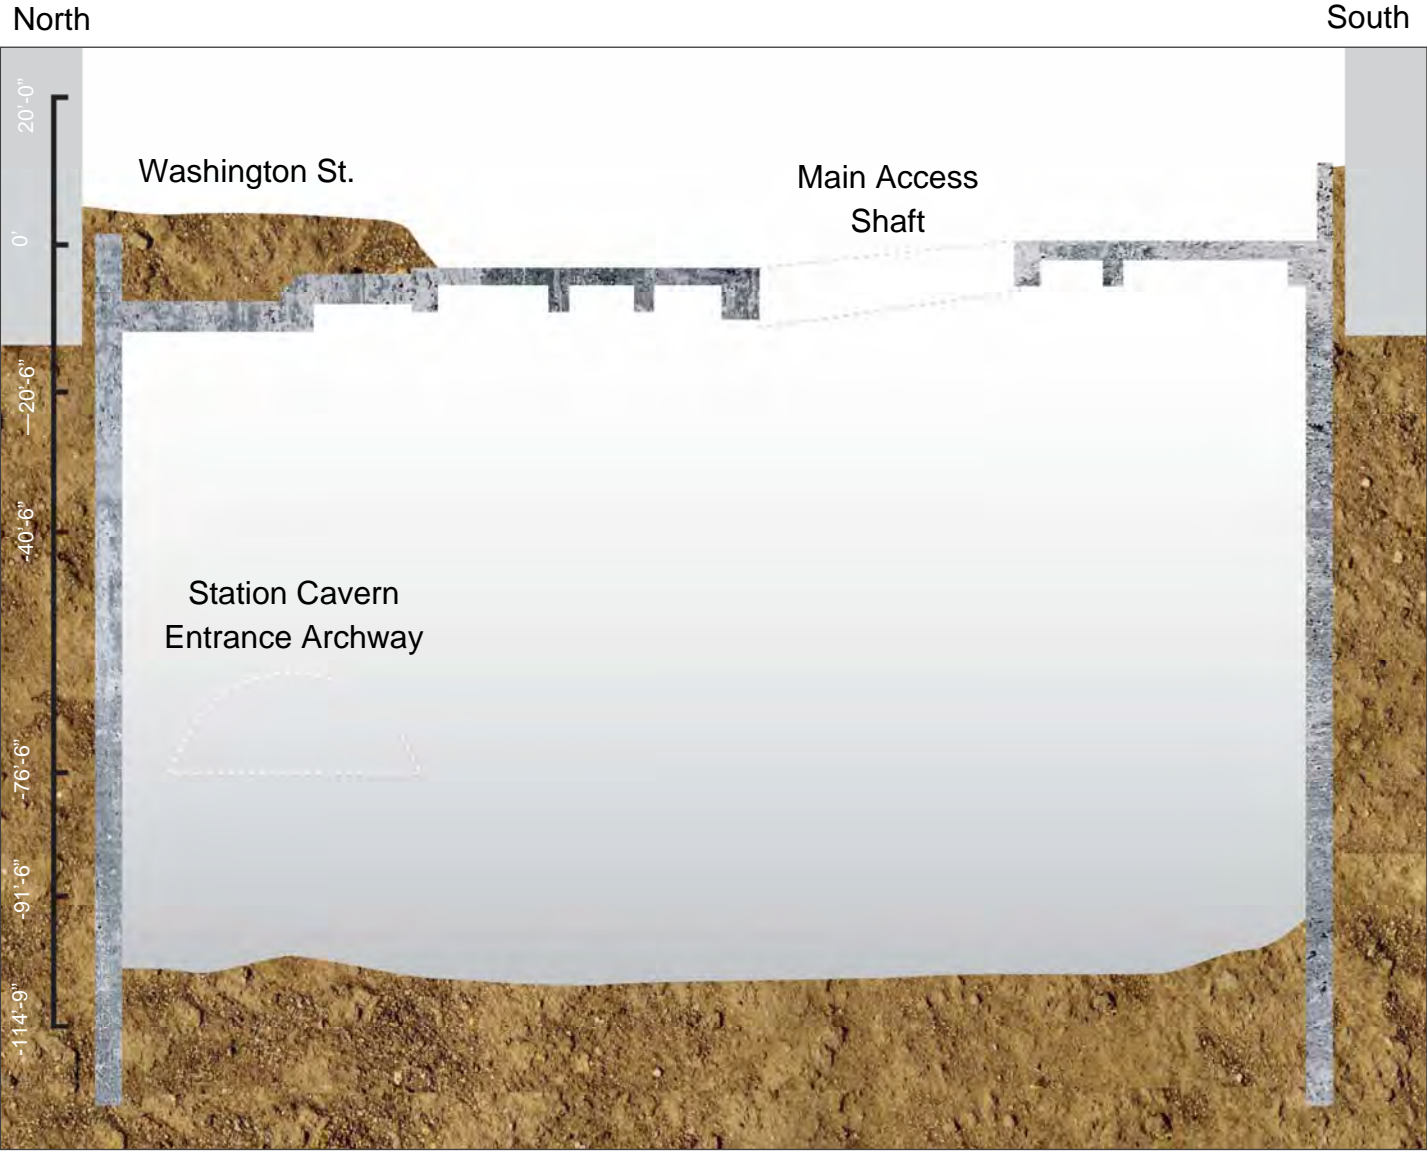 North
South
20'-0"
Washington St.
Main Access
Shaft
0'
—20'-6"
-40'-6"
Station Cavern
Entrance Archway
-76'-6"
-91'-6"
-114'-9"